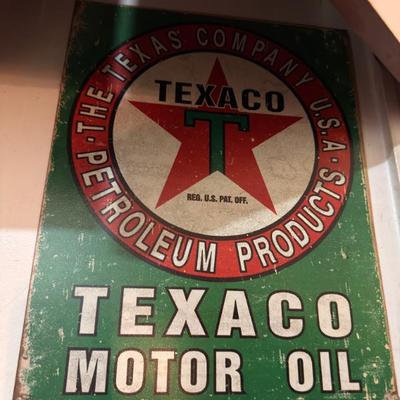 ·THE TEXAS COMPANY U.S.A·
TEXACO
T
REG. U.S. PAT. OFF.
PETROLEUM PRODUCTS
TEXACO
MOTOR OIL